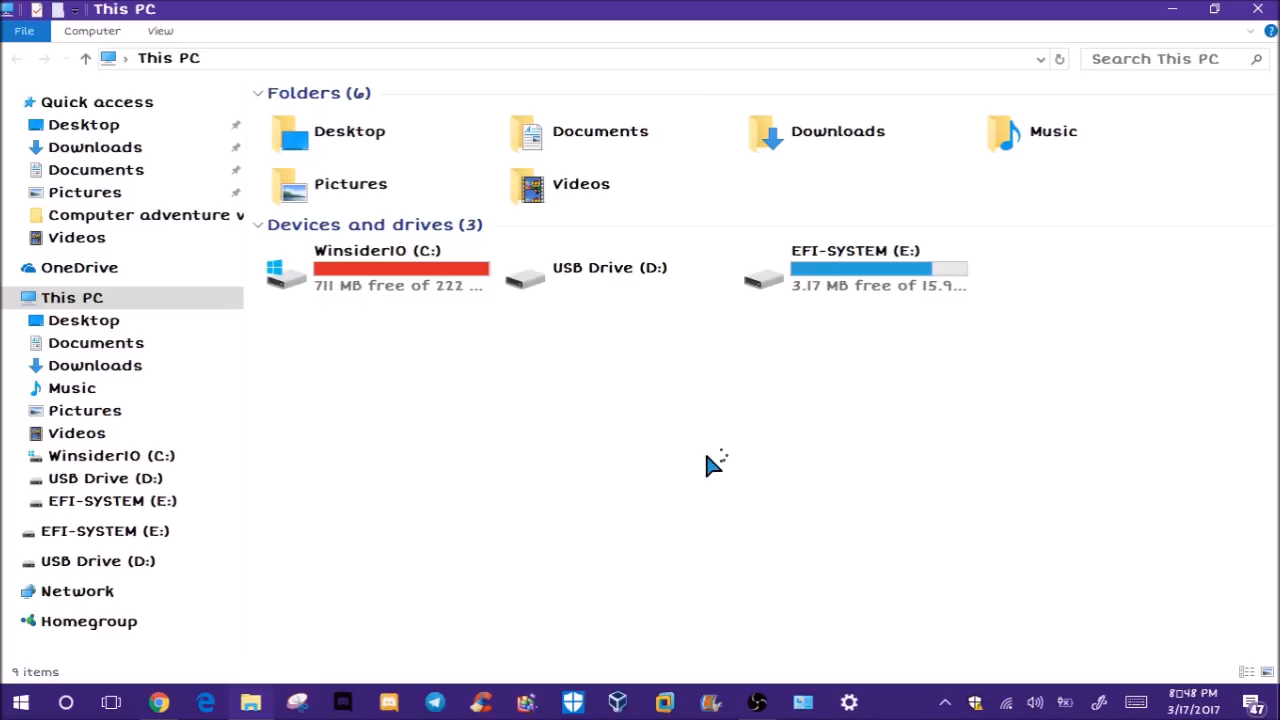 This PC
File Computer View
This PC
Search This PC
Quick access
Desktop
Downloads
Documents
Pictures
Computer adventure v
Videos
OneDrive
This PC
Desktop
Documents
Downloads
Music
Pictures
Videos
Winsider10 (C:)
USB Drive (D:)
EFI-SYSTEM (E:)
EFI-SYSTEM (E:)
USB Drive (D:)
Network
Homegroup
Folders (6)
Desktop
Documents
Downloads
Music
Pictures
Videos
Devices and drives (3)
Winsider10 (C:)
711 MB free of 222 ...
USB Drive (D:)
EFI-SYSTEM (E:)
3.17 MB free of 15.9...
9 items
8:48 PM
3/17/2017
47